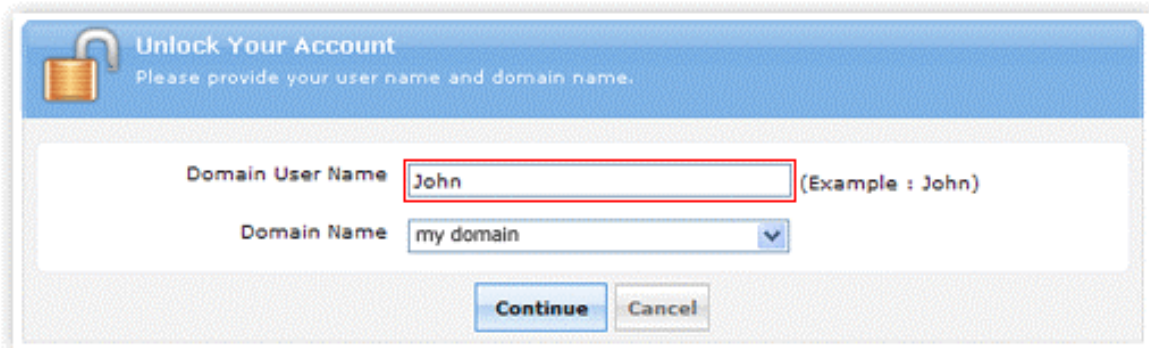 Unlock Your Account
Please provide your user name and domain name.
Domain User Name John (Example : John)
Domain Name my domain
Continue Cancel